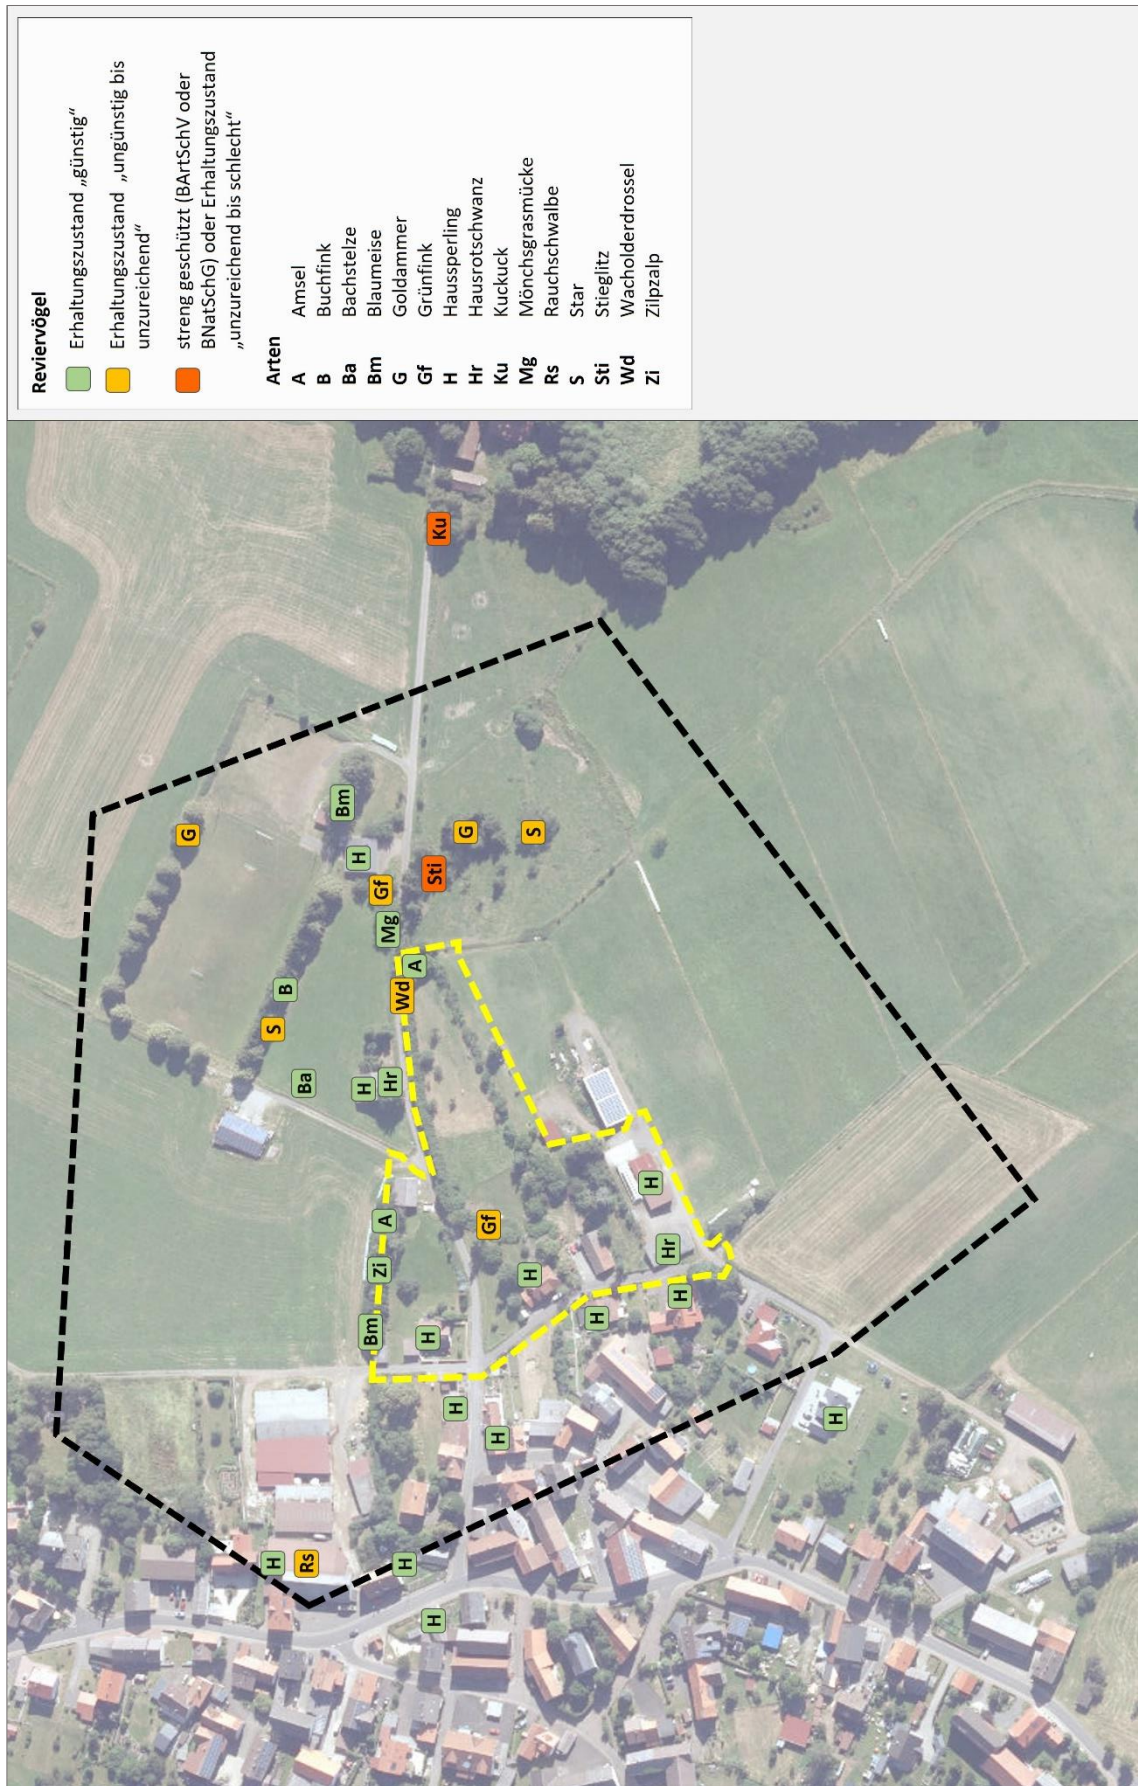 Reviervögel
Erhaltungszustand „günstig“
Erhaltungszustand „ungünstig bis
unzureichend“
streng geschützt (BArtSchV oder
BNatSchG) oder Erhaltungszustand
„unzureichend bis schlecht“
Arten
A Amsel
B Buchfink
Ba Bachstelze
Bm Blaumeise
G Goldammer
Gf Grünfink
H Haussperling
Hr Hausrotschwanz
Ku Kuckuck
Mg Mönchsgrasmücke
Rs Rauchschwalbe
S Star
Sti Stieglitz
Wd Wacholderdrossel
Zi Zilpzalp
G
S
B
Ba
H
Rs
Bm
H
Gf
Mg
H
Hr
Wd
A
A
Zi
Bm
H
Ku
Sti
G
S
H
H
H
H
Gf
H
H
H
Hr
H
H